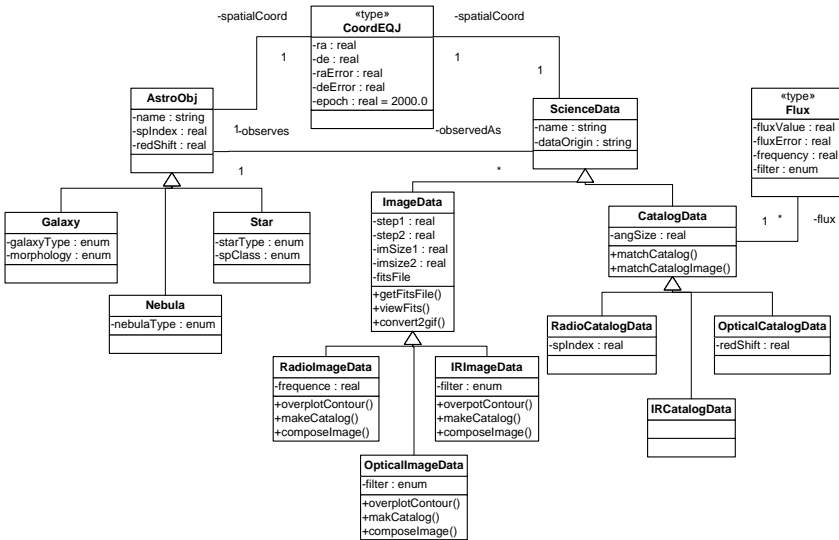 -spatialCoord
«type»
CoordEQJ
-spatialCoord
-ra : real
-de : real
-raError : real
-deError : real
-epoch : real = 2000.0
1
1
1
1
AstroObj
-name : string
-spIndex : real
-redShift : real
-observes
-observedAs
1
*
ScienceData
-name : string
-dataOrigin : string
«type»
Flux
-fluxValue : real
-fluxError : real
-frequency : real
-filter : enum
Galaxy
-galaxyType : enum
-morphology : enum
Star
-starType : enum
-spClass : enum
Nebula
-nebulaType : enum
ImageData
-step1 : real
-step2 : real
-imSize1 : real
-imsize2 : real
-fitsFile
+getFitsFile()
+viewFits()
+convert2gif()
CatalogData
-angSize : real
+matchCatalog()
+matchCatalogImage()
1
*
-flux
RadioCatalogData
-spIndex : real
OpticalCatalogData
-redShift : real
IRCatalogData
RadioImageData
-frequence : real
+overplotContour()
+makeCatalog()
+composeImage()
IRImageData
-filter : enum
+overpotContour()
+makeCatalog()
+composeImage()
OpticalImageData
-filter : enum
+overplotContour()
+makCatalog()
+composeImage()